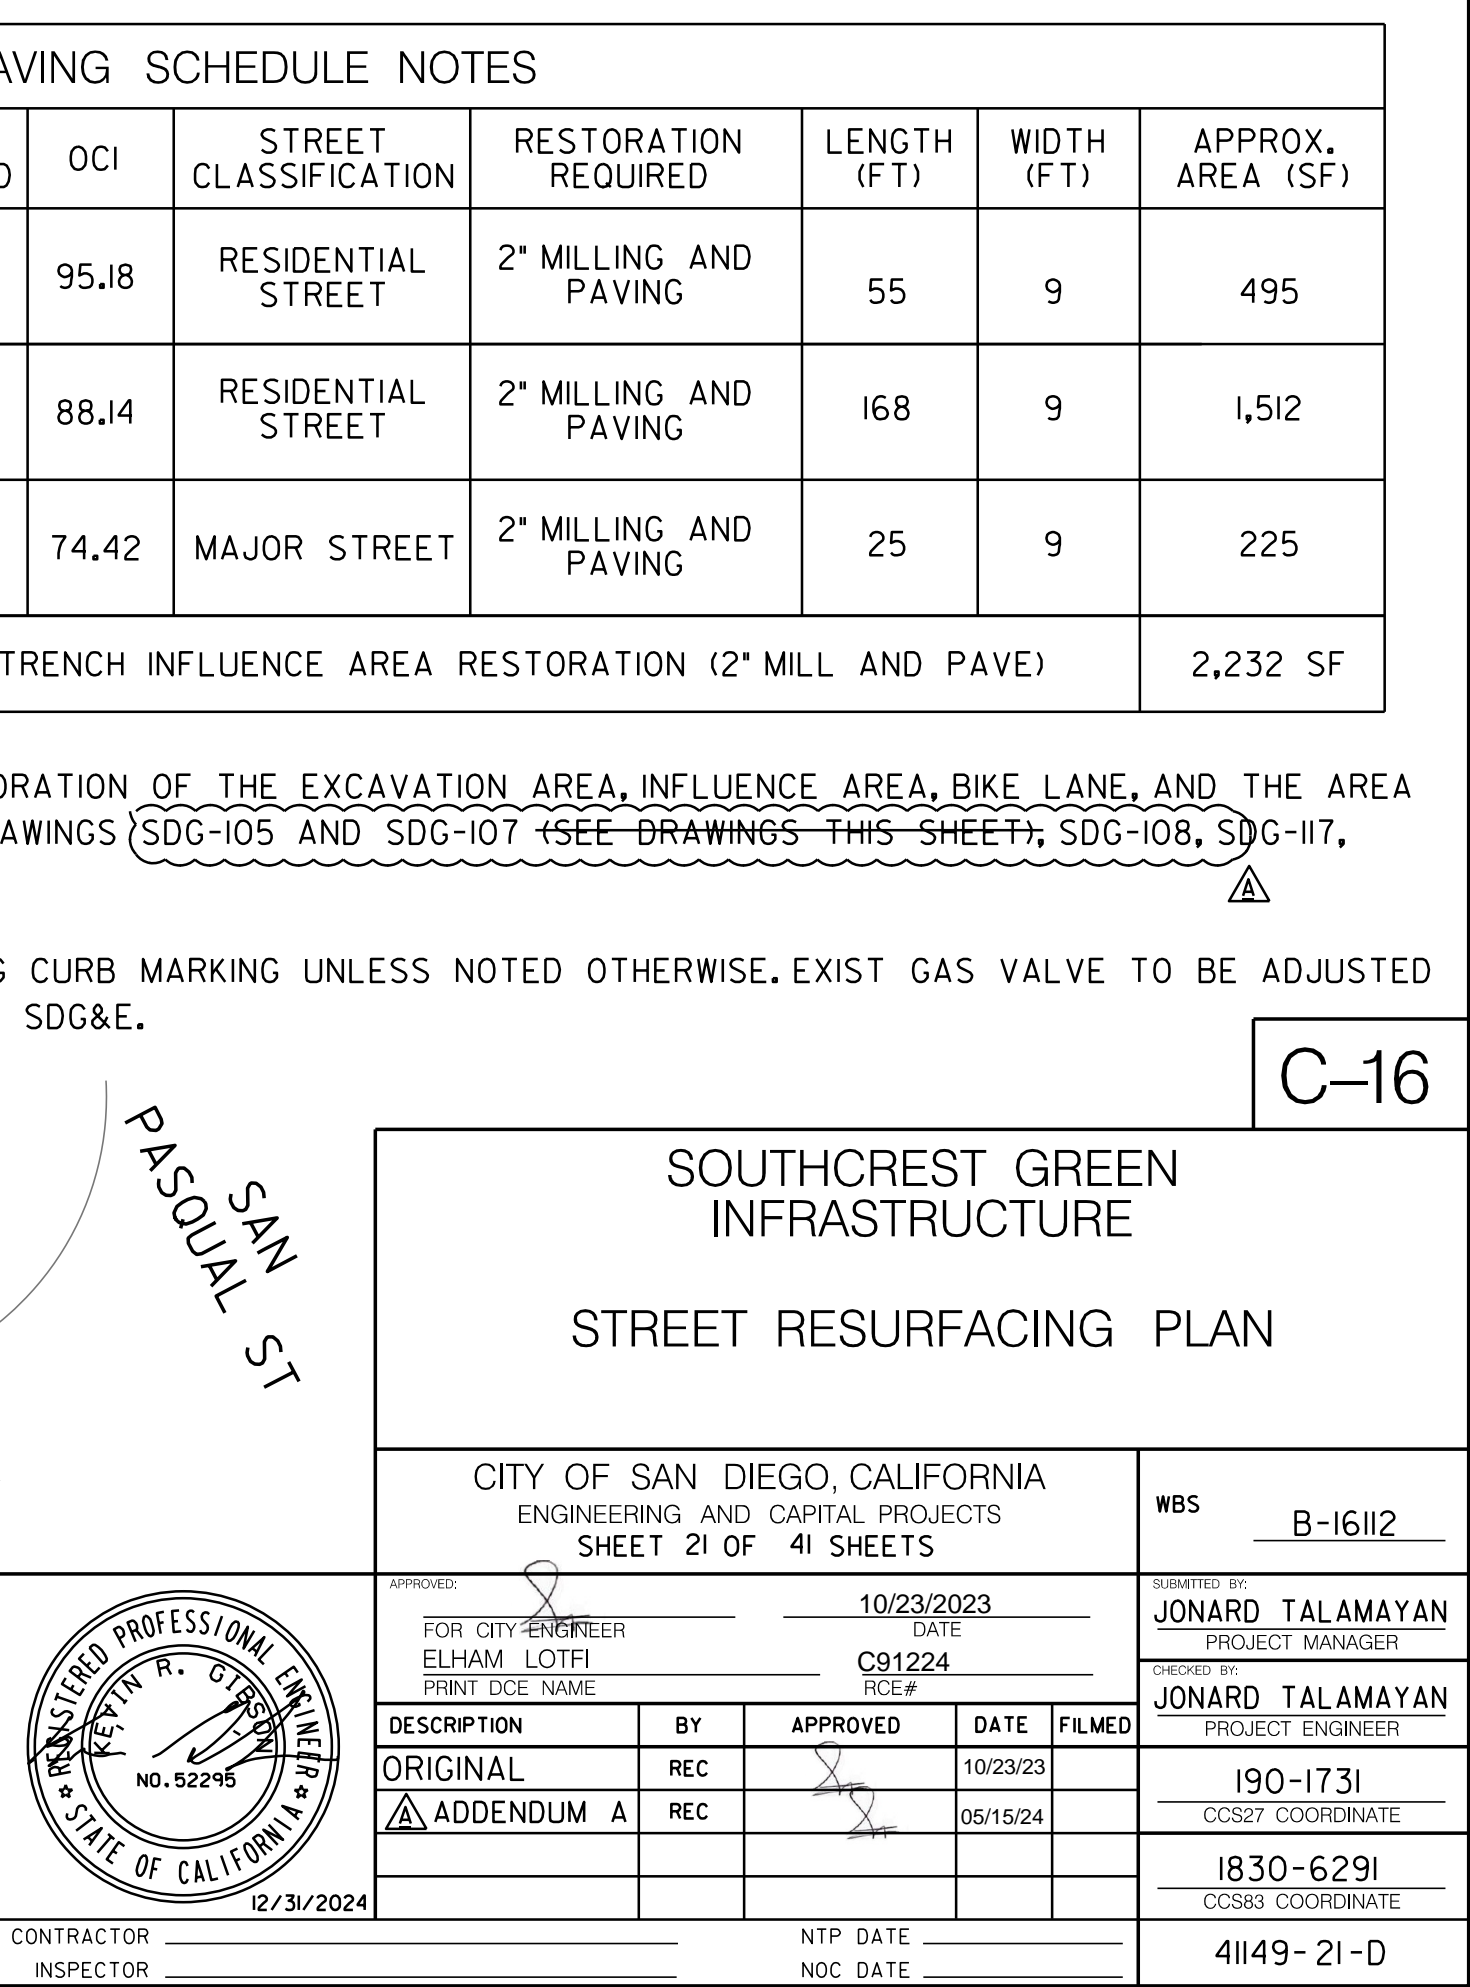 AVING SCHEDULE NOTES
OCI
STREET CLASSIFICATION
RESTORATION REQUIRED
LENGTH (FT)
WIDTH (FT)
APPROX. AREA (SF)
95.18
RESIDENTIAL STREET
2" MILLING AND PAVING
55
9
495
88.14
RESIDENTIAL STREET
2" MILLING AND PAVING
168
9
1,512
74.42
MAJOR STREET
2" MILLING AND PAVING
25
9
225
TRENCH INFLUENCE AREA RESTORATION (2" MILL AND PAVE)
2,232 SF
ORATION OF THE EXCAVATION AREA, INFLUENCE AREA, BIKE LANE, AND THE AREA
AWINGS SDG-105 AND SDG-107 (SEE DRAWINGS THIS SHEET), SDG-108, SDG-117,
A
G CURB MARKING UNLESS NOTED OTHERWISE. EXIST GAS VALVE TO BE ADJUSTED
SDG&E.
C-16
SAN
PASQUAL ST
SOUTHCREST GREEN
INFRASTRUCTURE
STREET RESURFACING PLAN
CITY OF SAN DIEGO, CALIFORNIA
ENGINEERING AND CAPITAL PROJECTS
SHEET 21 OF 41 SHEETS
WBS
B-16112
REGISTERED PROFESSIONAL ENGINEER
KEVIN R. GIBSON
NO. 52295
STATE OF CALIFORNIA
12/31/2024
APPROVED:
10/23/2023
FOR CITY ENGINEER
DATE
ELHAM LOTFI
C91224
PRINT DCE NAME
RCE#
SUBMITTED BY:
JONARD TALAMAYAN
PROJECT MANAGER
CHECKED BY:
JONARD TALAMAYAN
PROJECT ENGINEER
DESCRIPTION
BY
APPROVED
DATE
FILMED
ORIGINAL
REC
10/23/23
A ADDENDUM A
REC
05/15/24
190-1731
CCS27 COORDINATE
1830-6291
CCS83 COORDINATE
CONTRACTOR
NTP DATE
INSPECTOR
NOC DATE
41149-21-D